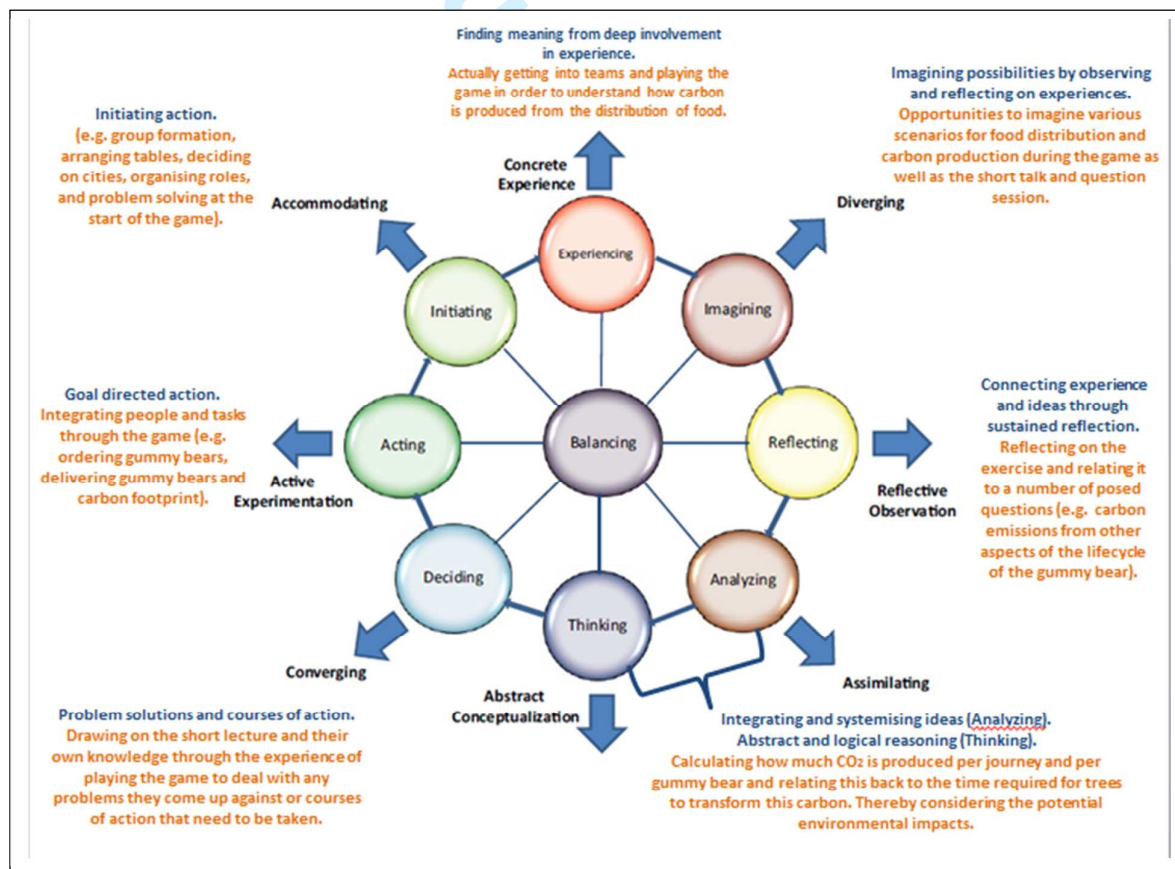 Finding meaning from deep involvement
in experience.
Actually getting into teams and playing the
game in order to understand how carbon
is produced from the distribution of food.
Imagining possibilities by observing
and reflecting on experiences.
Opportunities to imagine various
scenarios for food distribution and
carbon production during the game as
well as the short talk and question
session.
Initiating action.
(e.g. group formation,
arranging tables, deciding
on cities, organising roles,
and problem solving at the
start of the game).
Concrete
Experience
Accommodating
Diverging
Experiencing
Initiating
Imagining
Goal directed action.
Integrating people and tasks
through the game (e.g.
ordering gummy bears,
delivering gummy bears and
carbon footprint).
Active
Experimentation
Acting
Balancing
Reflecting
Reflective
Observation
Connecting experience
and ideas through
sustained reflection.
Reflecting on the
exercise and relating it
to a number of posed
questions (e.g. carbon
emissions from other
aspects of the lifecycle
of the gummy bear).
Deciding
Thinking
Analyzing
Converging
Abstract
Conceptualization
Assimilating
Problem solutions and courses of action.
Drawing on the short lecture and their
own knowledge through the experience of
playing the game to deal with any
problems they come up against or courses
of action that need to be taken.
Integrating and systemising ideas (Analyzing).
Abstract and logical reasoning (Thinking).
Calculating how much CO2 is produced per journey and per
gummy bear and relating this back to the time required for trees
to transform this carbon. Thereby considering the potential
environmental impacts.